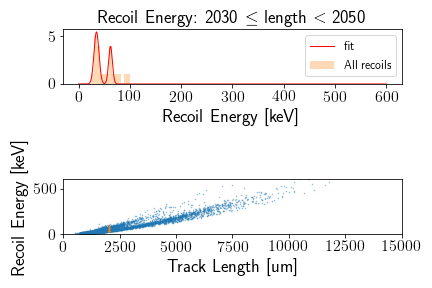 Recoil Energy: 2030 ≤ length < 2050
5
0
fit
All recoils
0 100 200 300 400 500 600
Recoil Energy [keV]
Recoil Energy [keV]
500
0
0 2500 5000 7500 10000 12500 15000
Track Length [um]